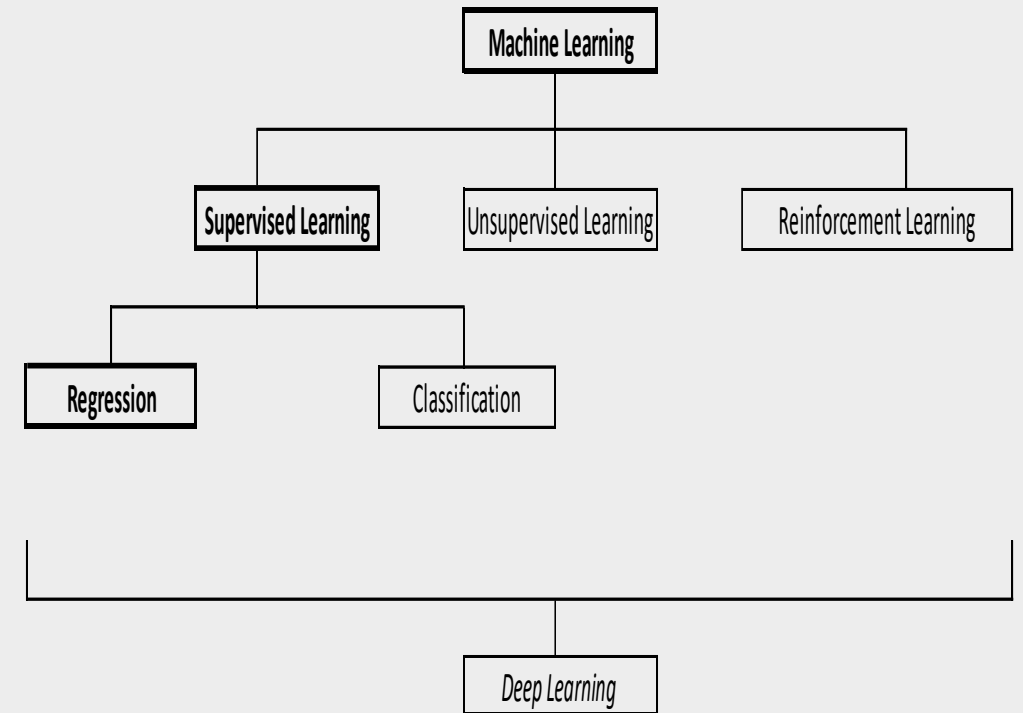 Machine Learning
Supervised Learning
Unsupervised Learning
Reinforcement Learning
Regression
Classification
Deep Learning